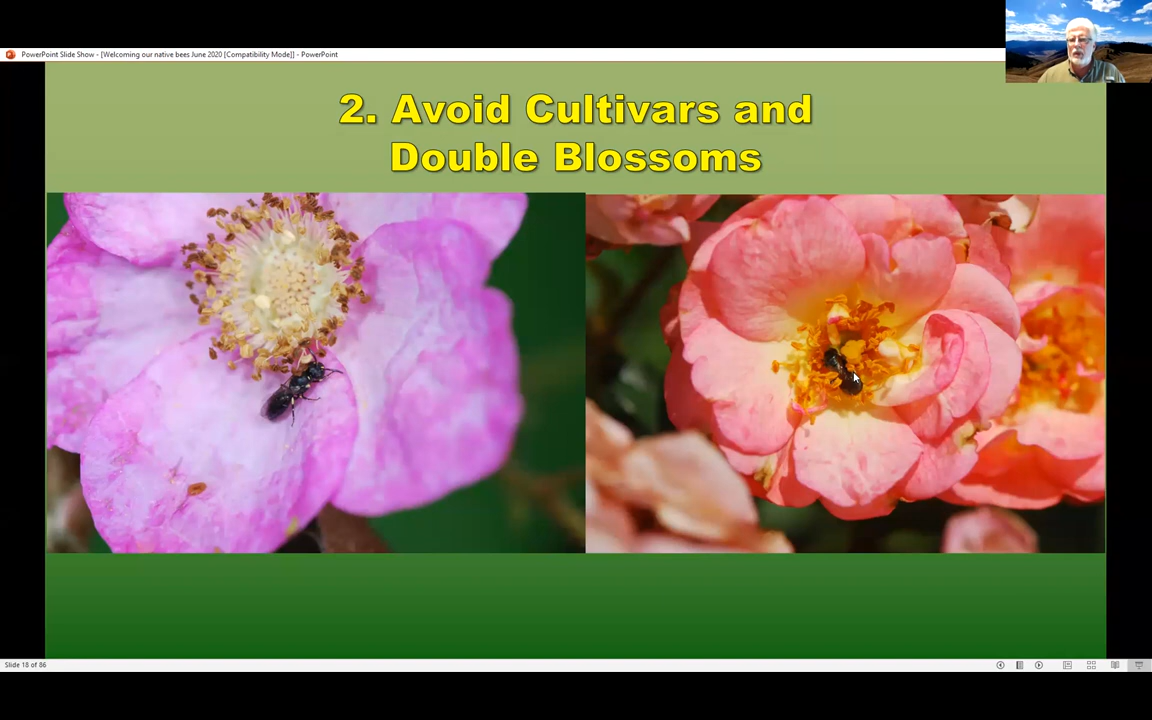 PowerPoint Slide Show - [Welcoming our native bees June 2020 [Compatibility Mode]] - PowerPoint
2. Avoid Cultivars and
Double Blossoms
Slide 18 of 86